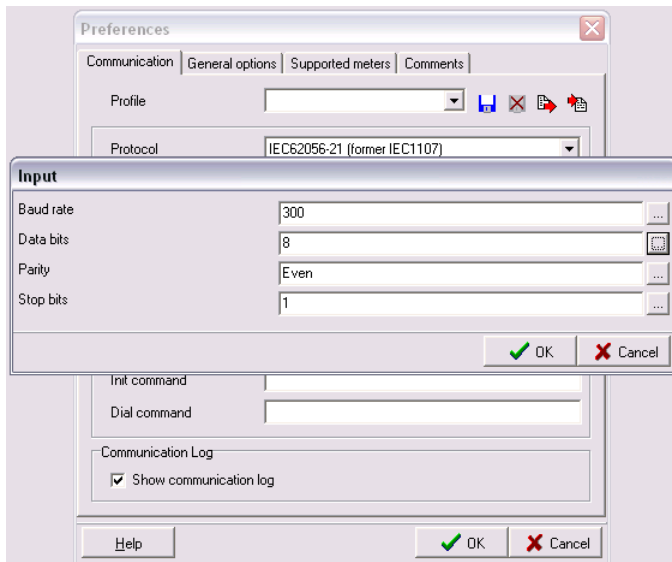 Preferences
Communication General options Supported meters Comments
Profile
Protocol IEC62056-21 (former IEC1107)
Input
Baud rate 300 ...
Data bits 8
Parity Even ...
Stop bits 1 ...
OK Cancel
Init command
Dial command
Communication Log
Show communication log
Help OK Cancel